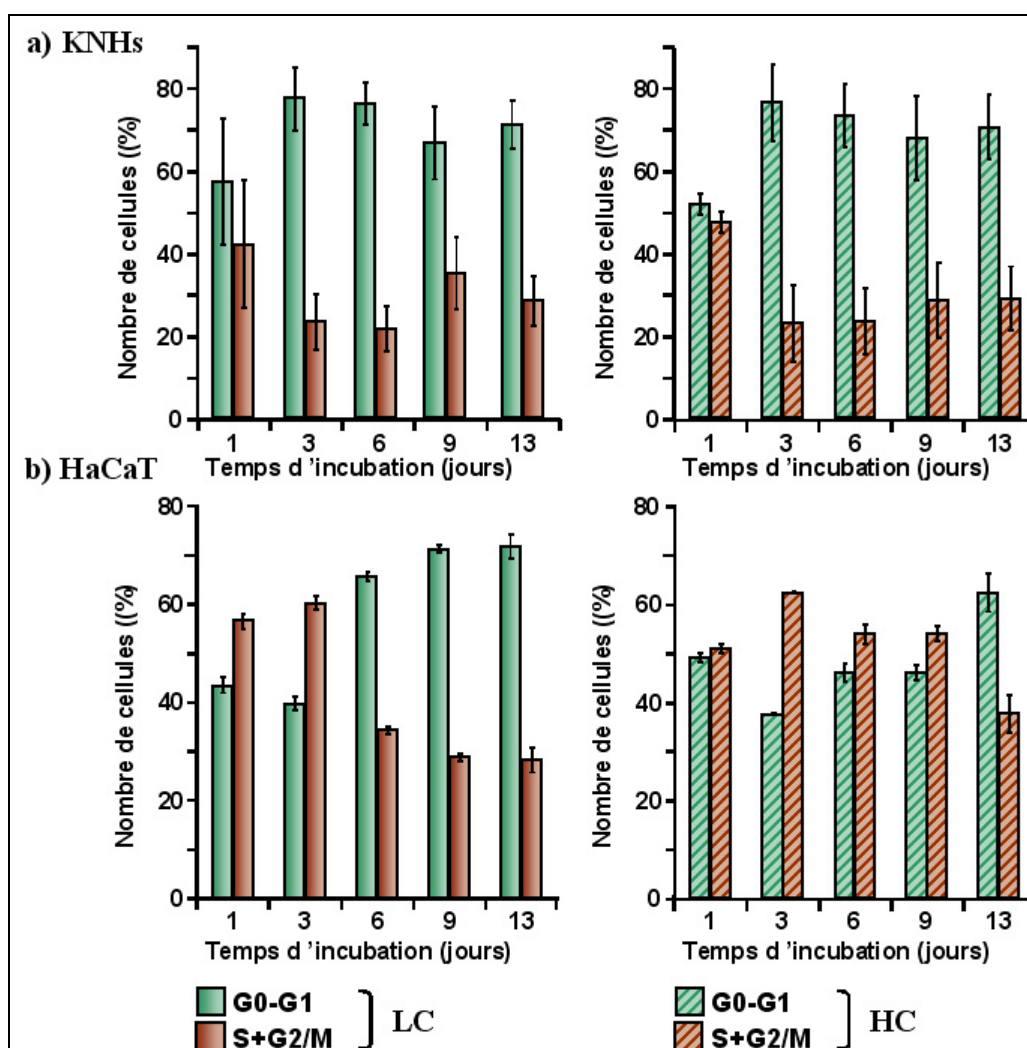 a) KNHs
Nombre de cellules ((%)
80
60
40
20
0
1 3 6 9 13
Temps d ’incubation (jours)
Nombre de cellules ((%)
80
60
40
20
0
1 3 6 9 13
Temps d ’incubation (jours)
b) HaCaT
Nombre de cellules ((%)
80
60
40
20
0
1 3 6 9 13
Temps d ’incubation (jours)
Nombre de cellules ((%)
80
60
40
20
0
1 3 6 9 13
Temps d ’incubation (jours)
G0-G1
S+G2/M
LC
G0-G1
S+G2/M
HC